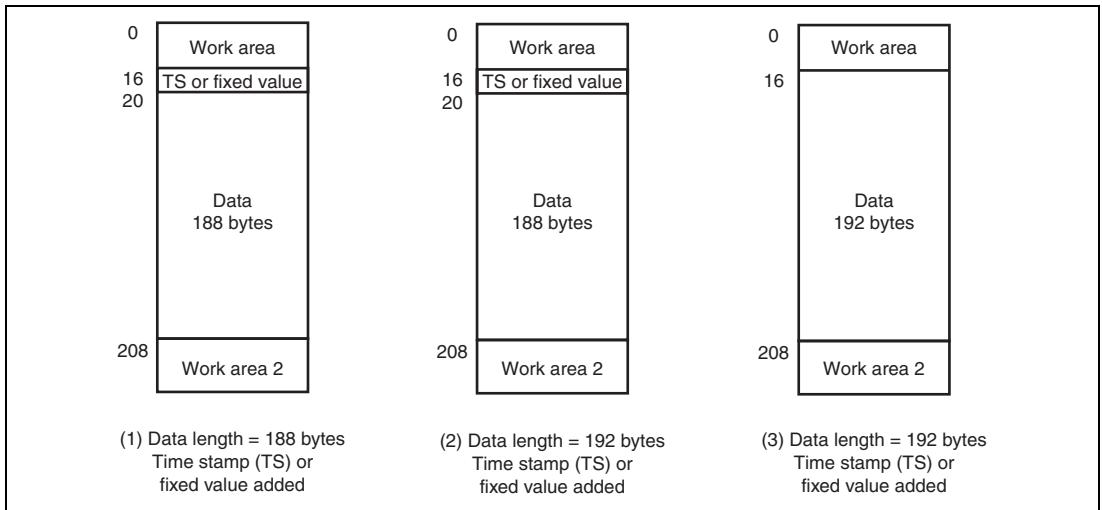 0
Work area
16
TS or fixed value
20
Data
188 bytes
208
Work area 2
(1) Data length = 188 bytes
Time stamp (TS) or
fixed value added
0
Work area
16
TS or fixed value
20
Data
188 bytes
208
Work area 2
(2) Data length = 192 bytes
Time stamp (TS) or
fixed value added
0
Work area
16
Data
192 bytes
208
Work area 2
(3) Data length = 192 bytes
Time stamp (TS) or
fixed value added